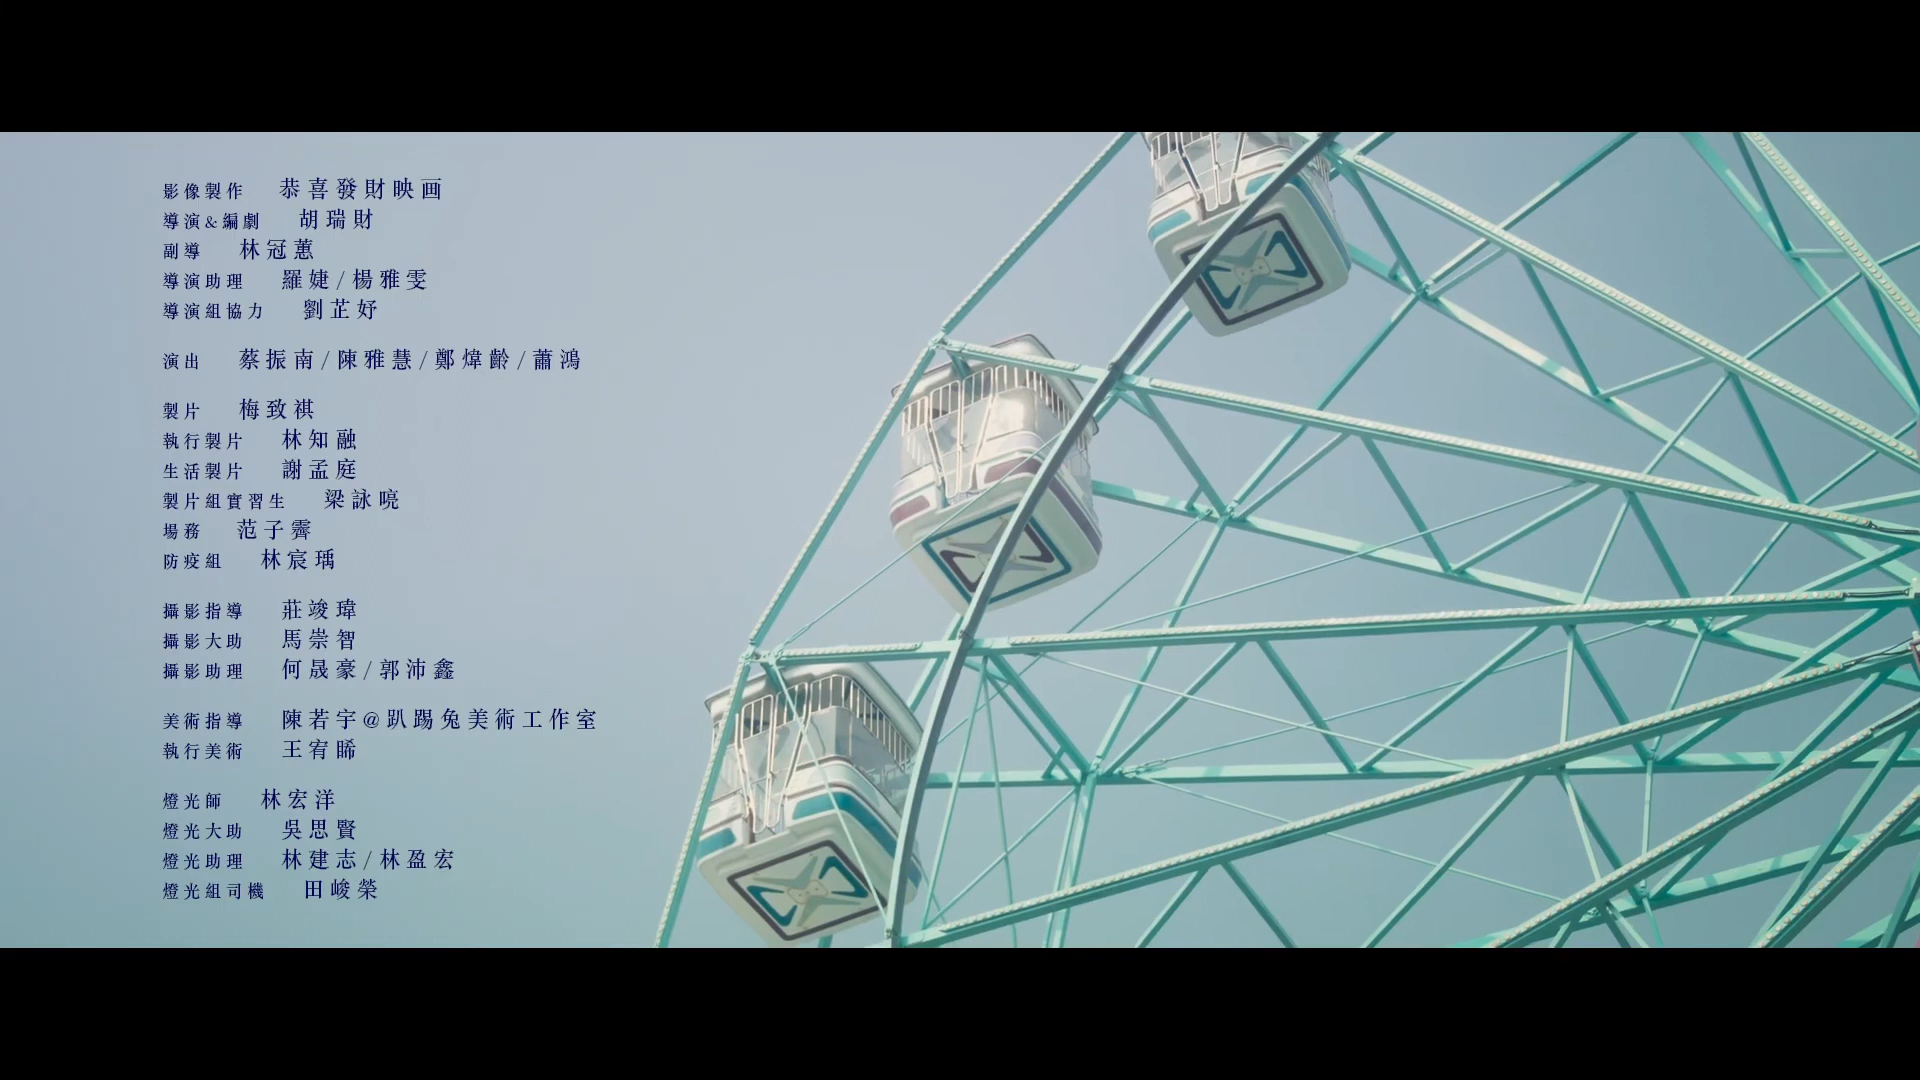 影像製作 恭喜發財映画
導演&編劇 胡瑞財
副導 林冠蕙
導演助理 羅婕/楊雅雯
導演組協力 劉芷妤
演出 蔡振南/陳雅慧/鄭煒齡/蕭鴻
製片 梅致祺
執行製片 林知融
生活製片 謝孟庭
製片組實習生 梁詠喨
場務 范子霽
防疫組 林宸瑀
攝影指導 莊竣瑋
攝影大助 馬崇智
攝影助理 何晟豪/郭沛鑫
美術指導 陳若宇@趴踢兔美術工作室
執行美術 王宥晞
燈光師 林宏洋
燈光大助 吳思賢
燈光助理 林建志/林盈宏
燈光組司機 田峻榮